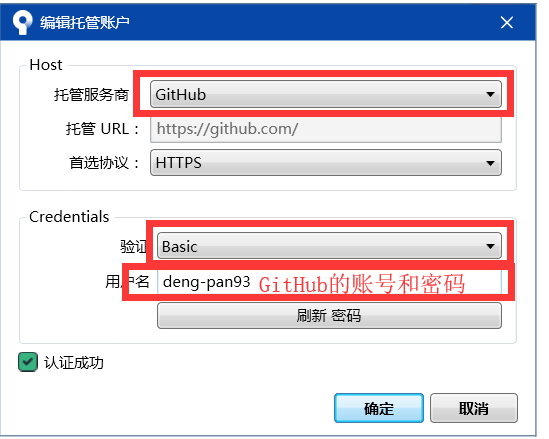 编辑托管账户
Host
托管服务商 GitHub
托管 URL： https://github.com/
首选协议： HTTPS
Credentials
验证 Basic
用户名 deng-pan93 GitHub的账号和密码
刷新 密码
认证成功
确定 取消